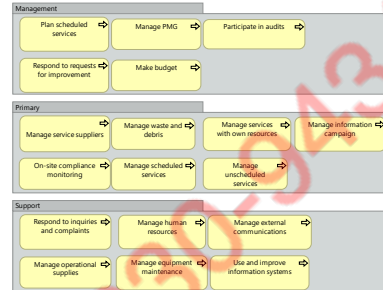 Management
Plan scheduled
services
Manage PMG
Participate in audits
Respond to requests
for improvement
Make budget
Primary
Manage service suppliers
Manage waste and
debris
Manage services
with own resources
Manage information
campaign
On-site compliance
monitoring
Manage scheduled
services
Manage
unscheduled
services
Support
Respond to inquiries
and complaints
Manage human
resources
Manage external
communications
Manage operational
supplies
Manage equipment
maintenance
Use and improve
information systems
30-943